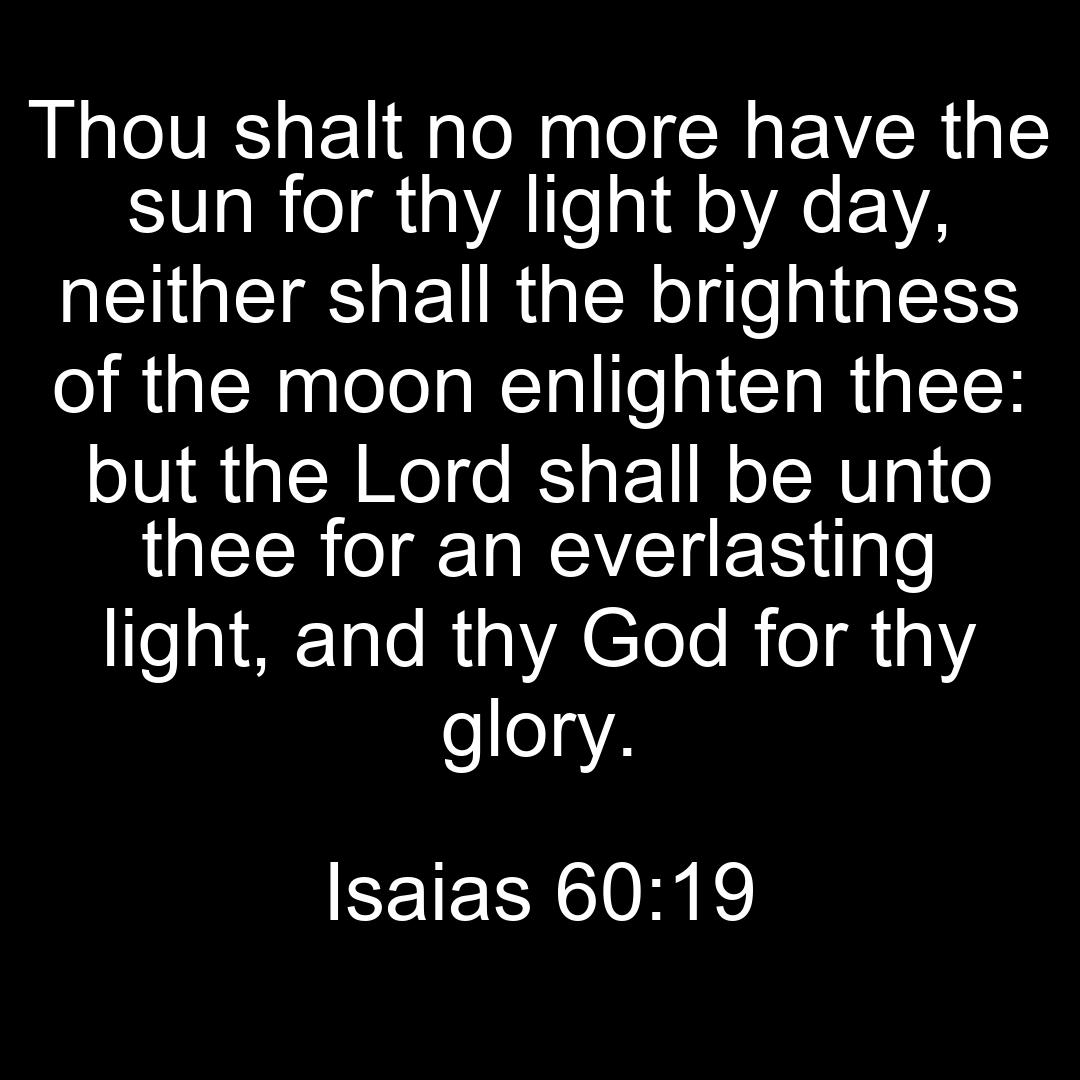 Thou shalt no more have the
sun for thy light by day,
neither shall the brightness
of the moon enlighten thee:
but the Lord shall be unto
thee for an everlasting
light, and thy God for thy
glory.
Isaias 60:19